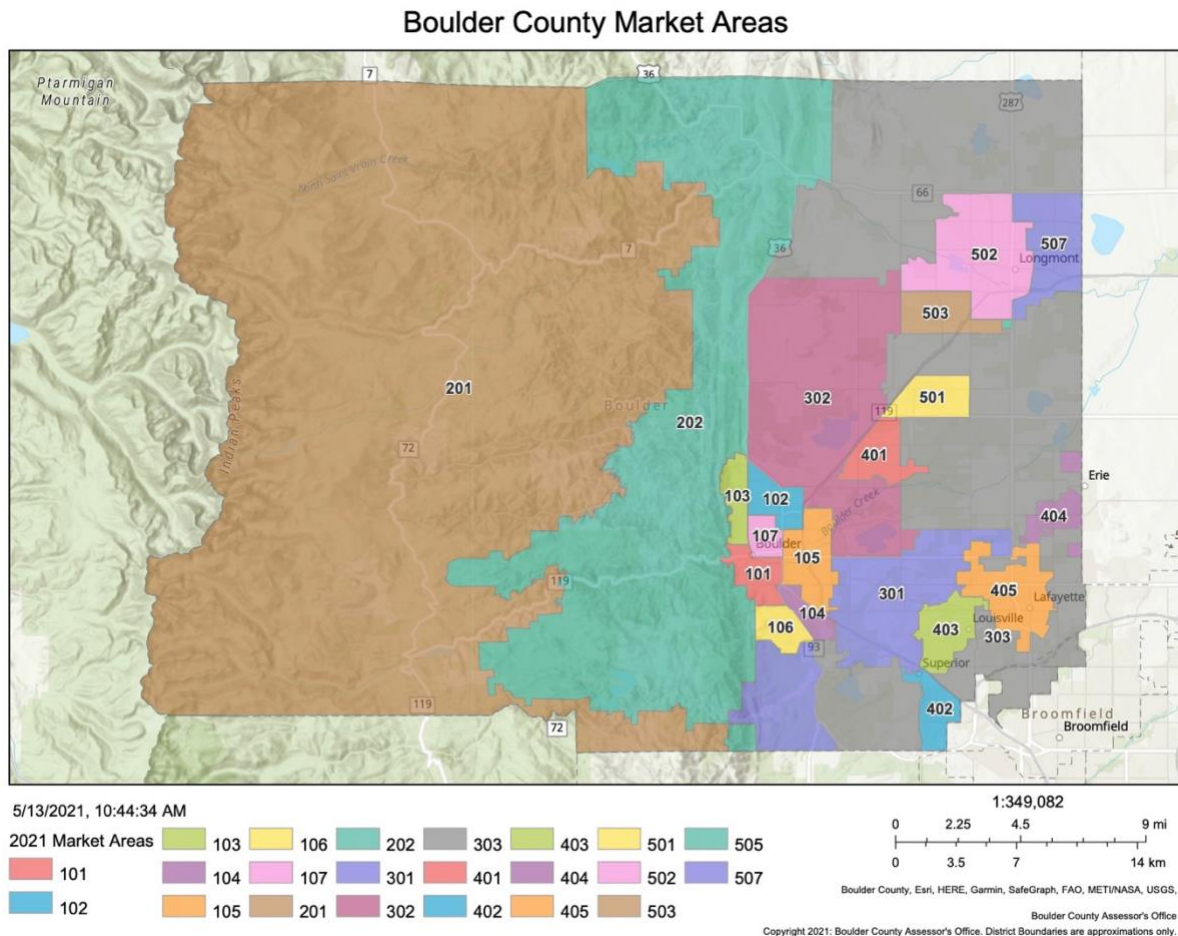 Boulder County Market Areas
Ptarmigan
Mountain
7
36
287
North Saint Vrain Creek
66
36
7
507
502
Longmont
503
201
302
Boulder
501
202
119
Indian Peaks
72
401
Erie
103
102
404
Boulder Creek
107
Boulder
105
101
119
301
405
Lafayette
104
106
403
Louisville
303
93
Superior
119
72
402
Broomfield
Broomfield
5/13/2021, 10:44:34 AM
1:349,082
2021 Market Areas
101
102
103
104
105
106
107
201
202
301
302
303
401
402
403
404
405
501
502
503
505
507
0 2.25 4.5 9 mi
0 3.5 7 14 km
Boulder County, Esri, HERE, Garmin, SafeGraph, FAO, METI/NASA, USGS,
Boulder County Assessor's Office
Copyright 2021: Boulder County Assessor's Office. District Boundaries are approximations only.